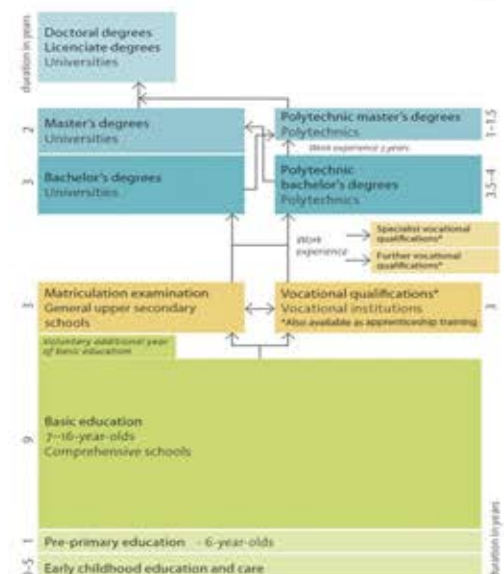 duration in years
Doctoral degrees
Licenciate degrees
Universities
2
Master's degrees
Universities
Polytechnic master's degrees
Polytechnics
1-1.5
Work experience 3 years
3
Bachelor's degrees
Universities
Polytechnic
bachelor's degrees
Polytechnics
3.5-4
Work
experience
Specialist vocational
qualifications*
Further vocational
qualifications*
3
Matriculation examination
General upper secondary
schools
Vocational qualifications*
Vocational institutions
*Also available as apprenticeship training
3
Voluntary additional year
of basic education
9
Basic education
7–16-year-olds
Comprehensive schools
1
Pre-primary education - 6-year-olds
0-5
Early childhood education and care
duration in years